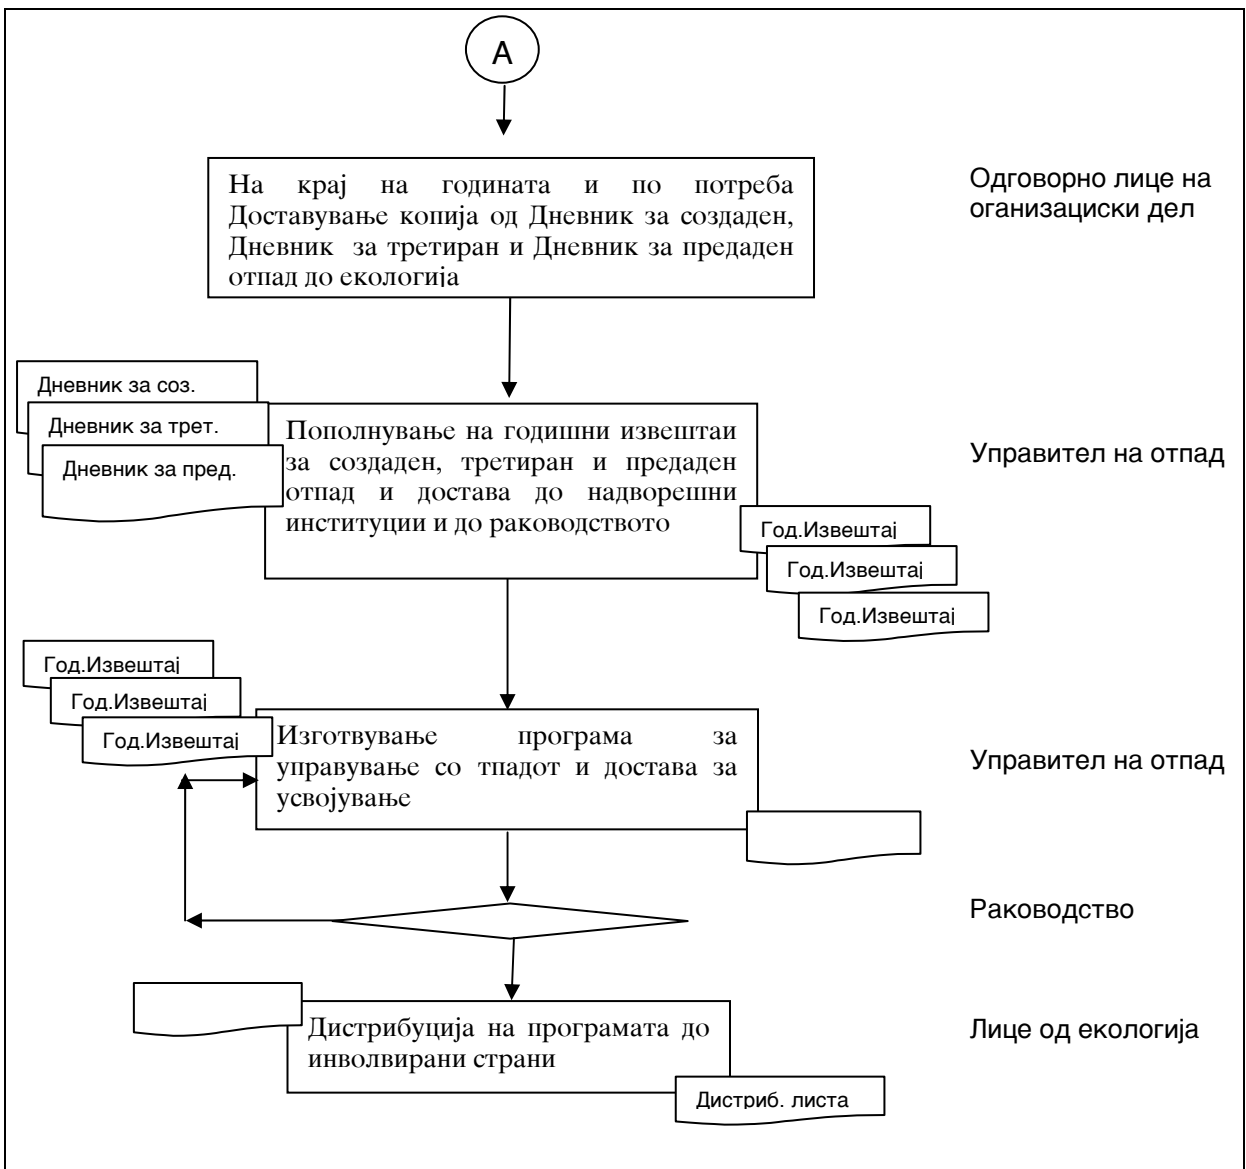 А
На крај на годината и по потреба
Доставување копија од Дневник за создаден,
Дневник за третиран и Дневник за предаден
отпад до екологија
Одговорно лице на
оганизациски дел
Дневник за соз.
Дневник за трет.
Дневник за пред.
Пополнување на годишни извештаи
за создаден, третиран и предаден
отпад и достава до надворешни
институции и до раководството
Управител на отпад
Год.Извештај
Год.Извештај
Год.Извештај
Год.Извештај
Год.Извештај
Год.Извештај
Изготвување програма за
управување со тпадот и достава за
усвојување
Управител на отпад
Раководство
Дистрибуција на програмата до
инволвирани страни
Лице од екологија
Дистриб. листа